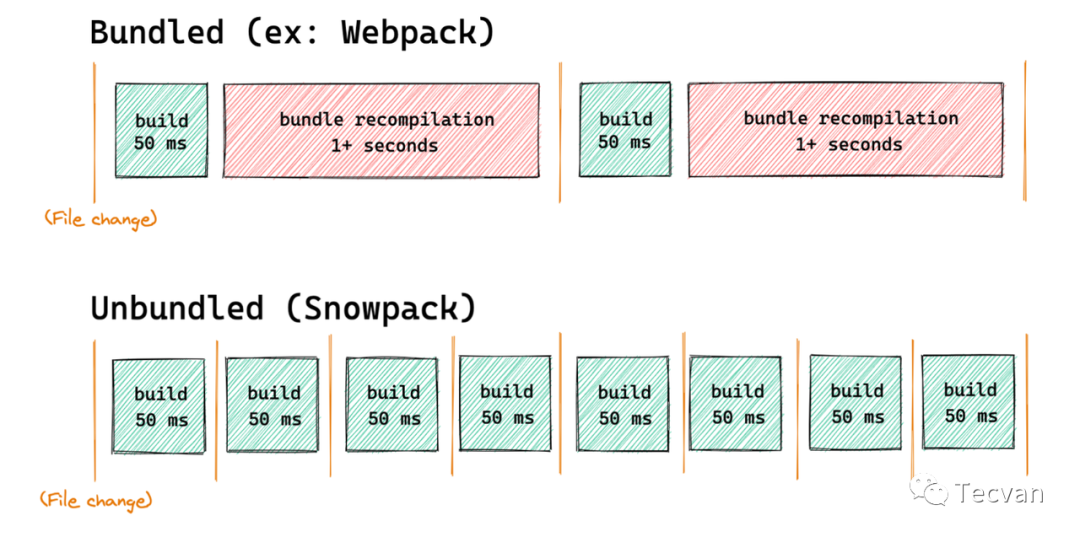 Bundled (ex: Webpack)
build
50 ms
bundle recompilation
1+ seconds
build
50 ms
bundle recompilation
1+ seconds
(File change)
Unbundled (Snowpack)
build
50 ms
build
50 ms
build
50 ms
build
50 ms
build
50 ms
build
50 ms
build
50 ms
build
50 ms
(File change)
Tecvan